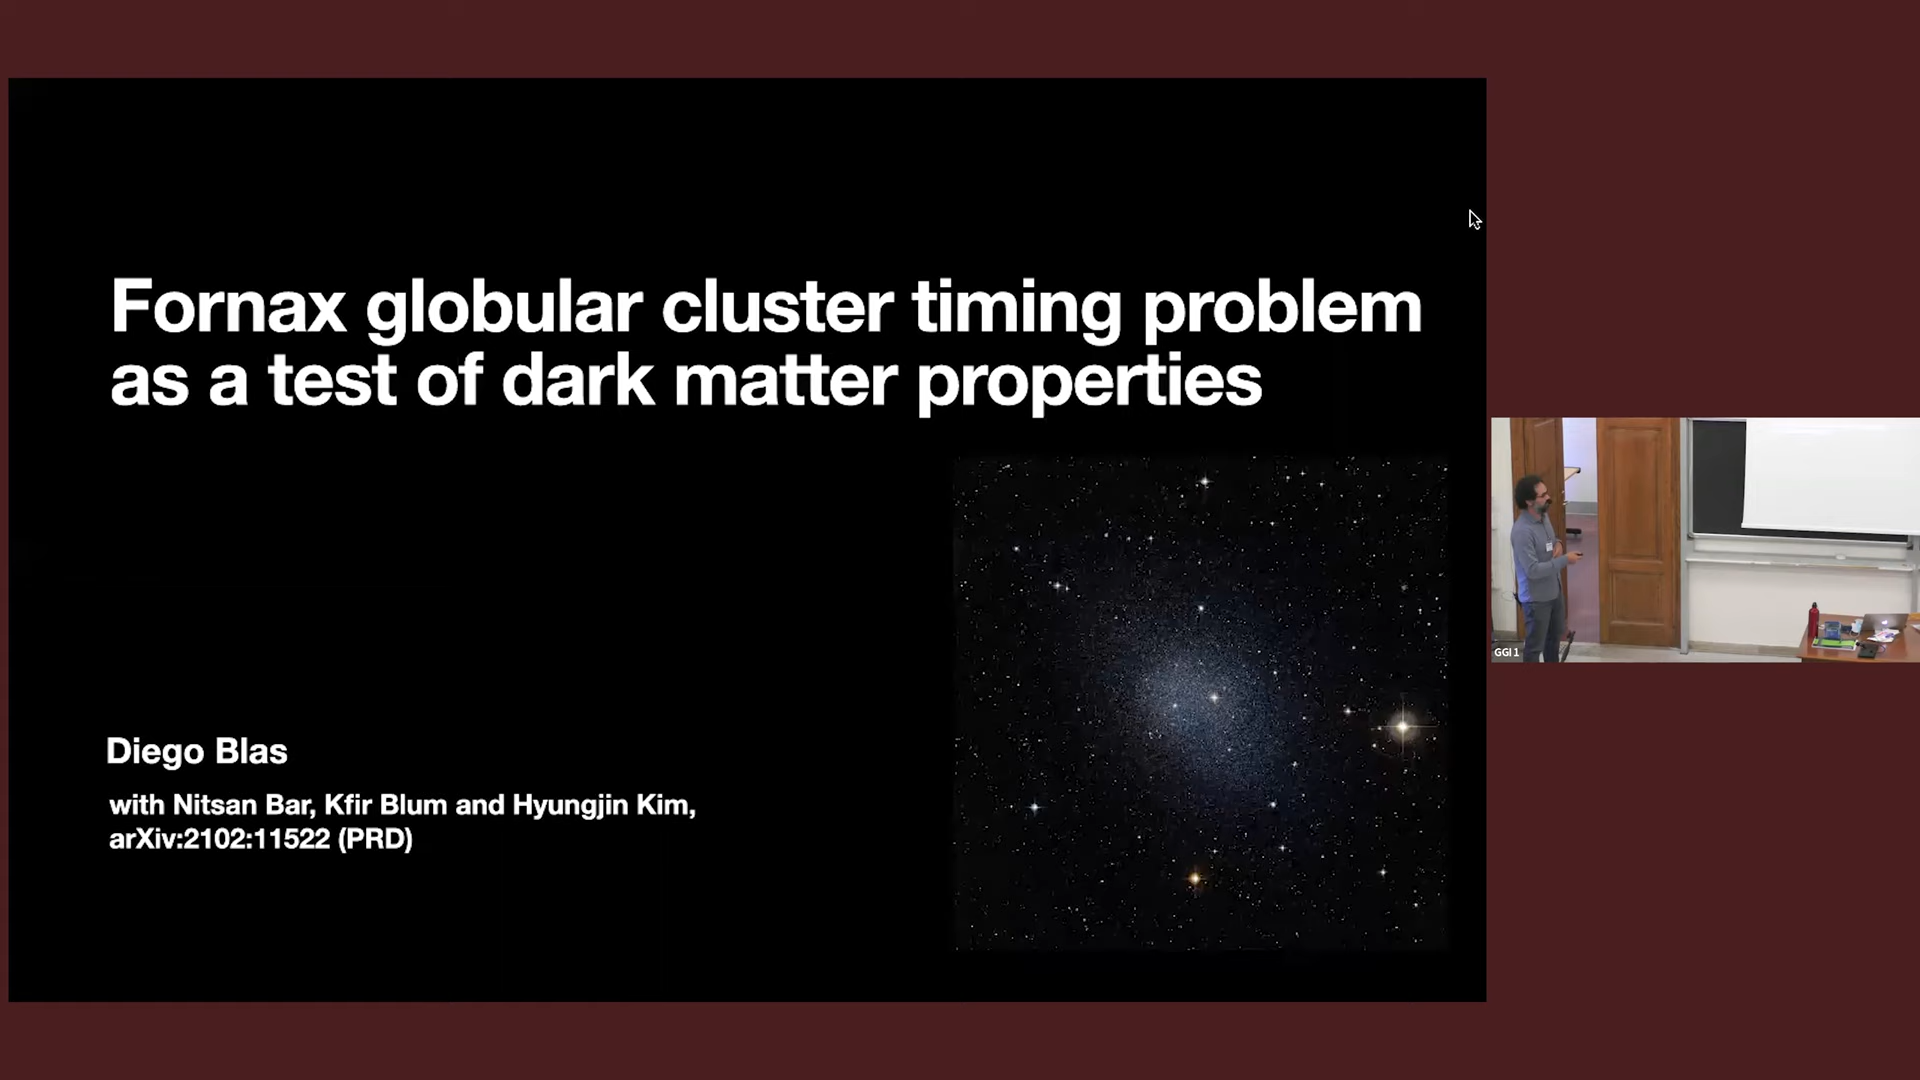 Fornax globular cluster timing problem
as a test of dark matter properties
Diego Blas
with Nitsan Bar, Kfir Blum and Hyungjin Kim,
arXiv:2102:11522 (PRD)
GGI 1